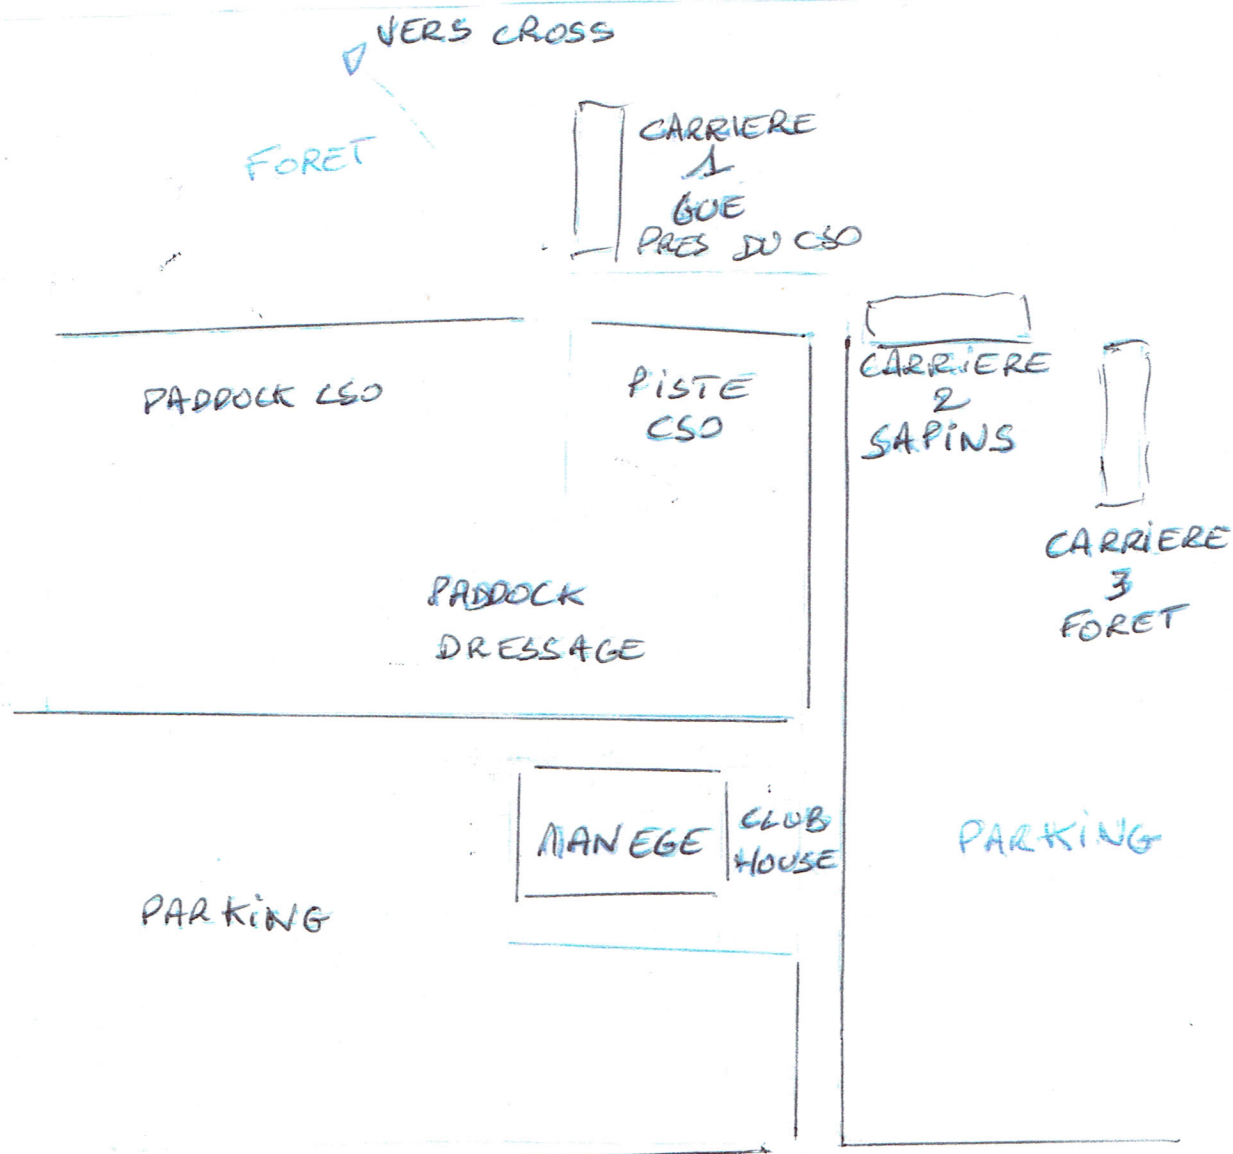 VERS CROSS
FORET
CARRIERE
1
GUE
PRES DU CSO
PADDOCK CSO
PISTE
CSO
CARRIERE
2
SAPINS
CARRIERE
3
FORET
PADDOCK
DRESSAGE
MANEGE
CLUB
HOUSE
PARKING
PARKING